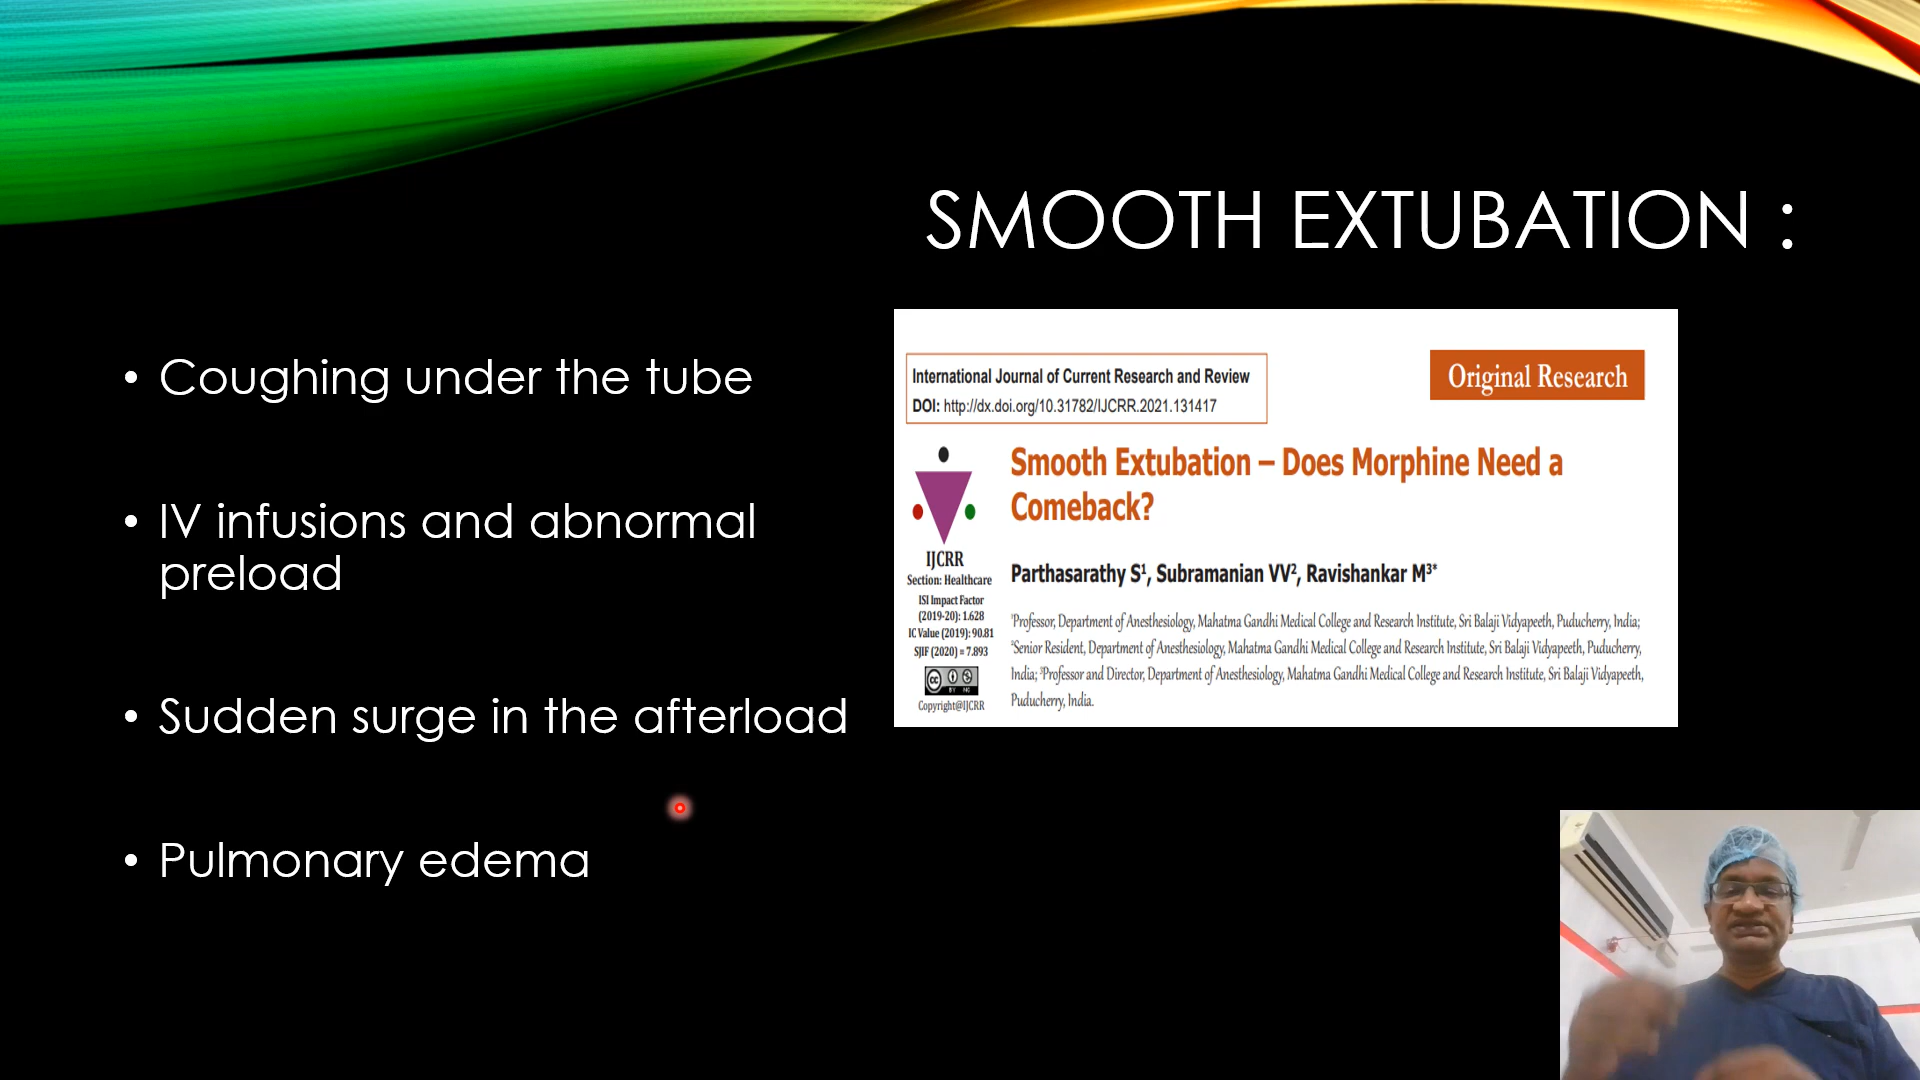 SMOOTH EXTUBATION :
• Coughing under the tube
• IV infusions and abnormal
preload
• Sudden surge in the afterload
• Pulmonary edema
International Journal of Current Research and Review
DOI: http://dx.doi.org/10.31782/IJCRR.2021.131417
Original Research
Smooth Extubation – Does Morphine Need a
Comeback?
Parthasarathy S¹, Subramanian VV², Ravishankar M³*
¹Professor, Department of Anesthesiology, Mahatma Gandhi Medical College and Research Institute, Sri Balaji Vidyapeeth, Puducherry, India;
²Senior Resident, Department of Anesthesiology, Mahatma Gandhi Medical College and Research Institute, Sri Balaji Vidyapeeth, Puducherry,
India; ³Professor and Director, Department of Anesthesiology, Mahatma Gandhi Medical College and Research Institute, Sri Balaji Vidyapeeth,
Puducherry, India.
IJCRR
Section: Healthcare
ISI Impact Factor
(2019-20): 1.628
IC Value (2019): 90.81
SJIF (2020) = 7.893
cc
BY NC
Copyright@IJCRR